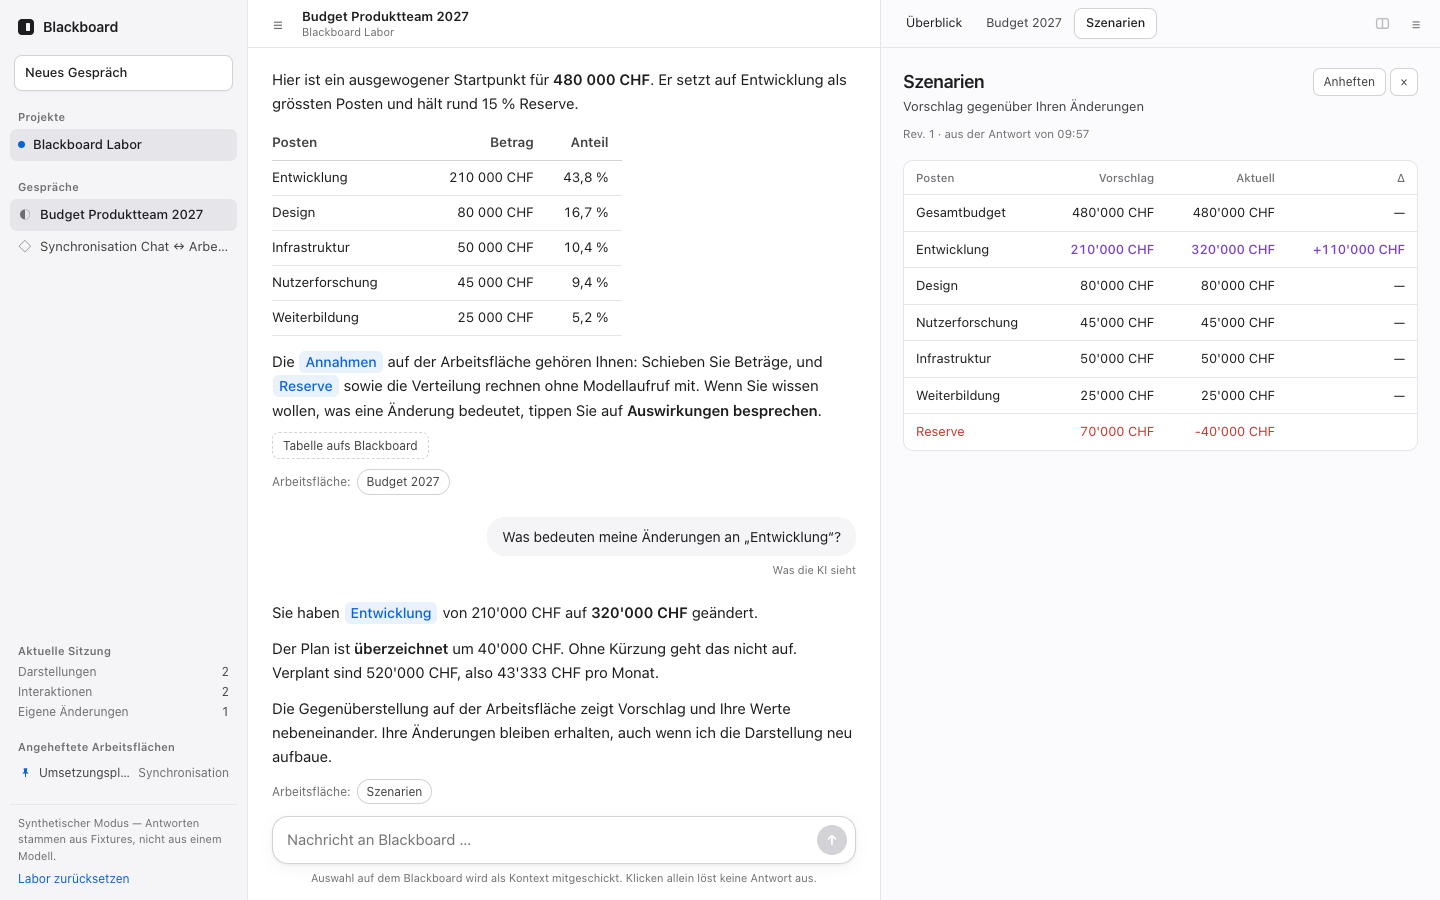 Blackboard
Neues Gespräch
Projekte
Blackboard Labor
Gespräche
Budget Produktteam 2027
Synchronisation Chat ↔ Arbe...
Aktuelle Sitzung
Darstellungen 2
Interaktionen 2
Eigene Änderungen 1
Angeheftete Arbeitsflächen
Umsetzungspl... Synchronisation
Synthetischer Modus — Antworten
stammen aus Fixtures, nicht aus einem
Modell.
Labor zurücksetzen
Budget Produktteam 2027
Blackboard Labor
Hier ist ein ausgewogener Startpunkt für 480 000 CHF. Er setzt auf Entwicklung als
grössten Posten und hält rund 15 % Reserve.
Posten Betrag Anteil
Entwicklung 210 000 CHF 43,8 %
Design 80 000 CHF 16,7 %
Infrastruktur 50 000 CHF 10,4 %
Nutzerforschung 45 000 CHF 9,4 %
Weiterbildung 25 000 CHF 5,2 %
Die Annahmen auf der Arbeitsfläche gehören Ihnen: Schieben Sie Beträge, und
Reserve sowie die Verteilung rechnen ohne Modellaufruf mit. Wenn Sie wissen
wollen, was eine Änderung bedeutet, tippen Sie auf Auswirkungen besprechen.
Tabelle aufs Blackboard
Arbeitsfläche: Budget 2027
Was bedeuten meine Änderungen an „Entwicklung“?
Was die KI sieht
Sie haben Entwicklung von 210'000 CHF auf 320'000 CHF geändert.
Der Plan ist überzeichnet um 40'000 CHF. Ohne Kürzung geht das nicht auf.
Verplant sind 520'000 CHF, also 43'333 CHF pro Monat.
Die Gegenüberstellung auf der Arbeitsfläche zeigt Vorschlag und Ihre Werte
nebeneinander. Ihre Änderungen bleiben erhalten, auch wenn ich die Darstellung neu
aufbaue.
Arbeitsfläche: Szenarien
Nachricht an Blackboard ...
Auswahl auf dem Blackboard wird als Kontext mitgeschickt. Klicken allein löst keine Antwort aus.
Überblick Budget 2027 Szenarien
Szenarien
Anheften ×
Vorschlag gegenüber Ihren Änderungen
Rev. 1 · aus der Antwort von 09:57
Posten Vorschlag Aktuell Δ
Gesamtbudget 480'000 CHF 480'000 CHF —
Entwicklung 210'000 CHF 320'000 CHF +110'000 CHF
Design 80'000 CHF 80'000 CHF —
Nutzerforschung 45'000 CHF 45'000 CHF —
Infrastruktur 50'000 CHF 50'000 CHF —
Weiterbildung 25'000 CHF 25'000 CHF —
Reserve 70'000 CHF -40'000 CHF